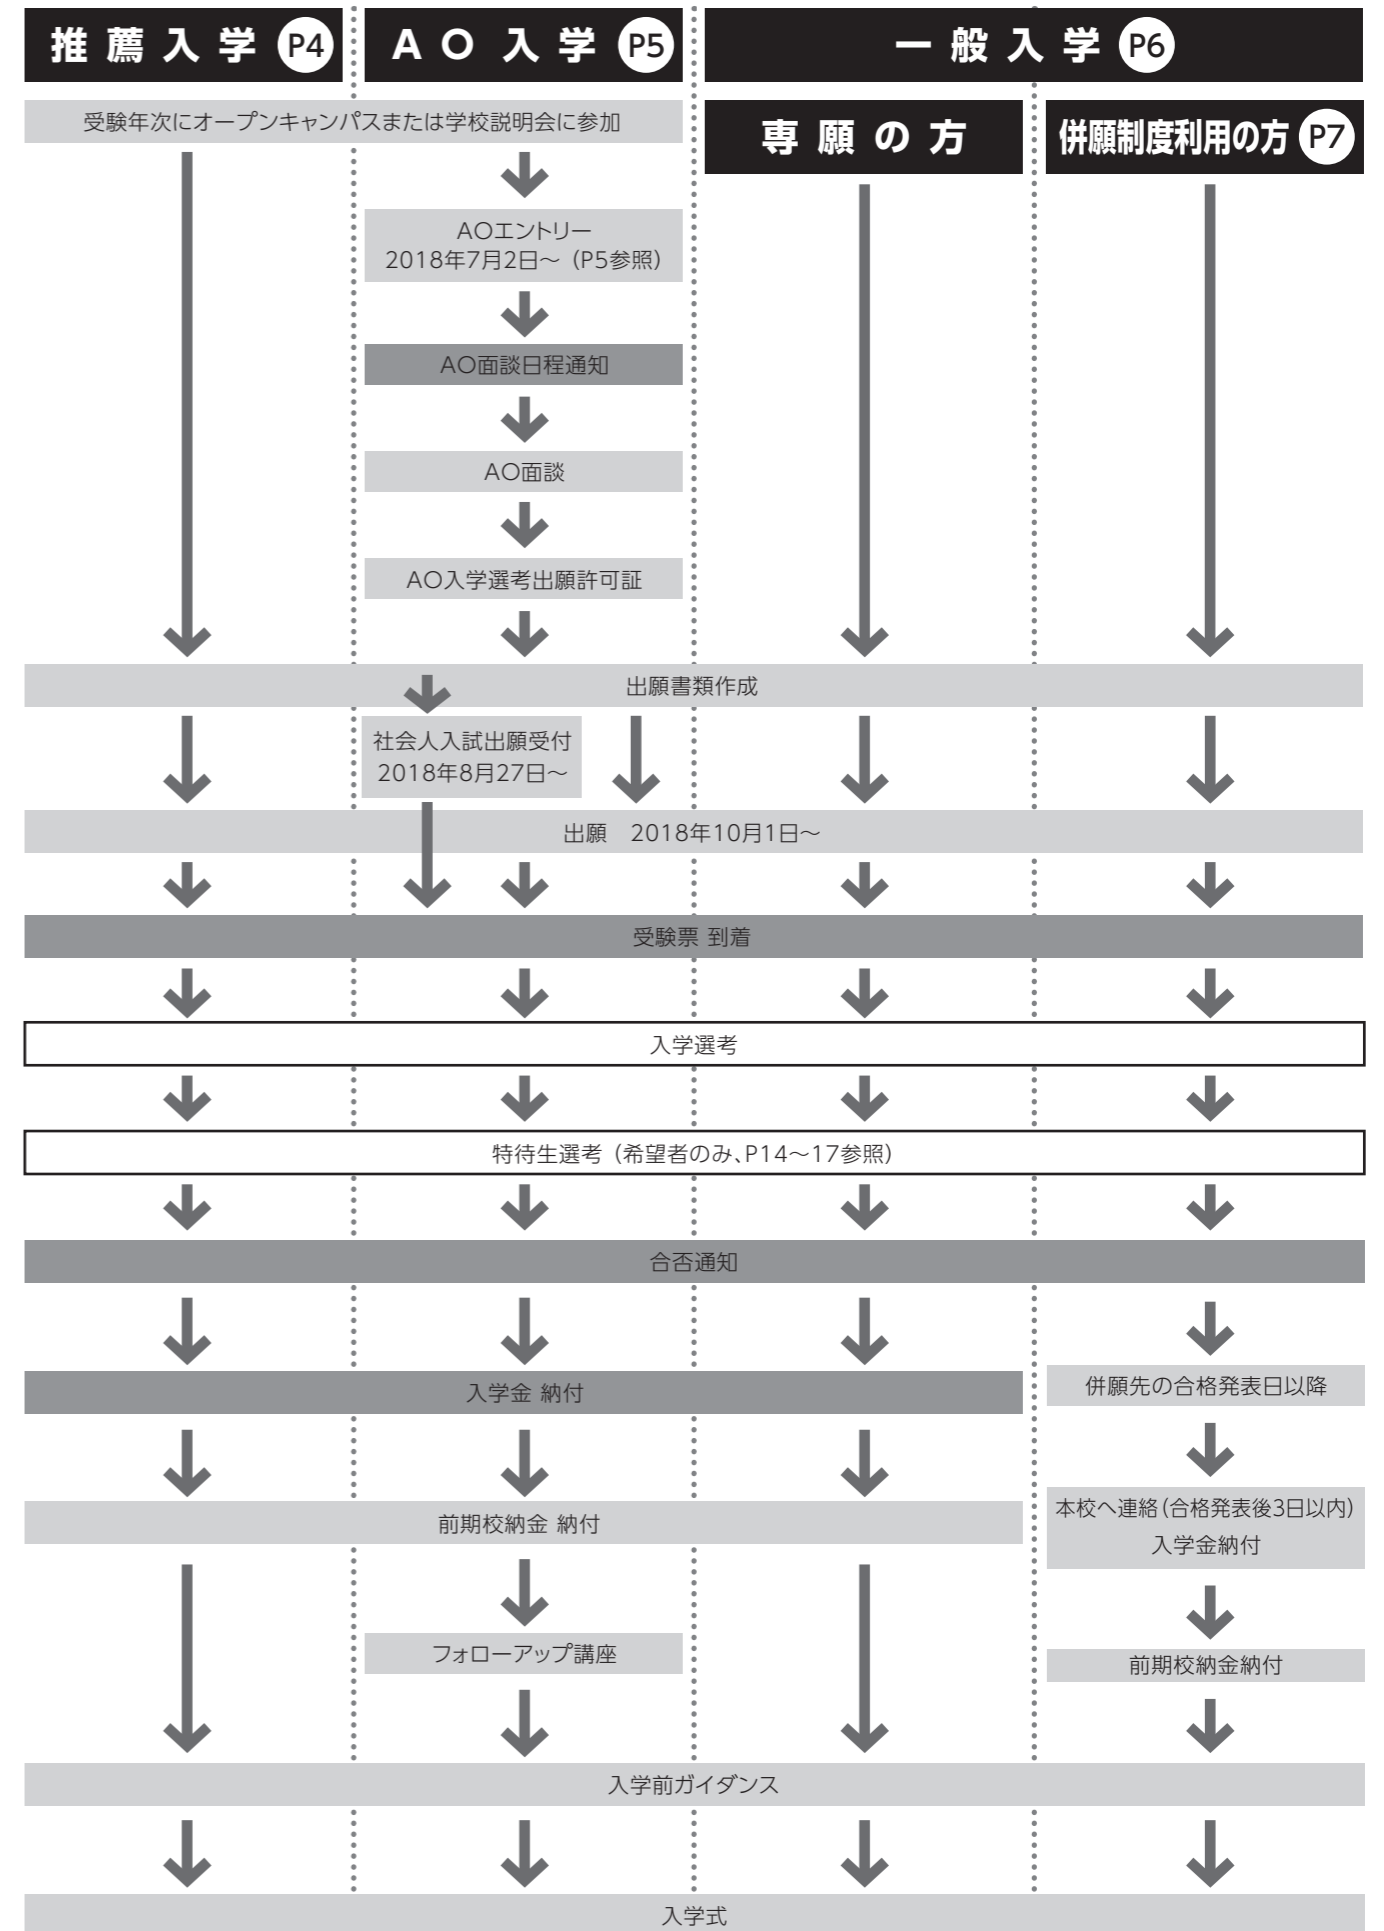 推薦入学 P4
AO入学 P5
一般入学 P6
受験年次にオープンキャンパスまたは学校説明会に参加
専願の方
併願制度利用の方 P7
AOエントリー
2018年7月2日～（P5参照）
AO面談日程通知
AO面談
AO入学選考出願許可証
出願書類作成
社会人入試出願受付
2018年8月27日～
出願　2018年10月1日～
受験票 到着
入学選考
特待生選考（希望者のみ、P14～17参照）
合否通知
入学金 納付
併願先の合格発表日以降
前期校納金 納付
本校へ連絡（合格発表後3日以内）
入学金納付
フォローアップ講座
前期校納金納付
入学前ガイダンス
入学式